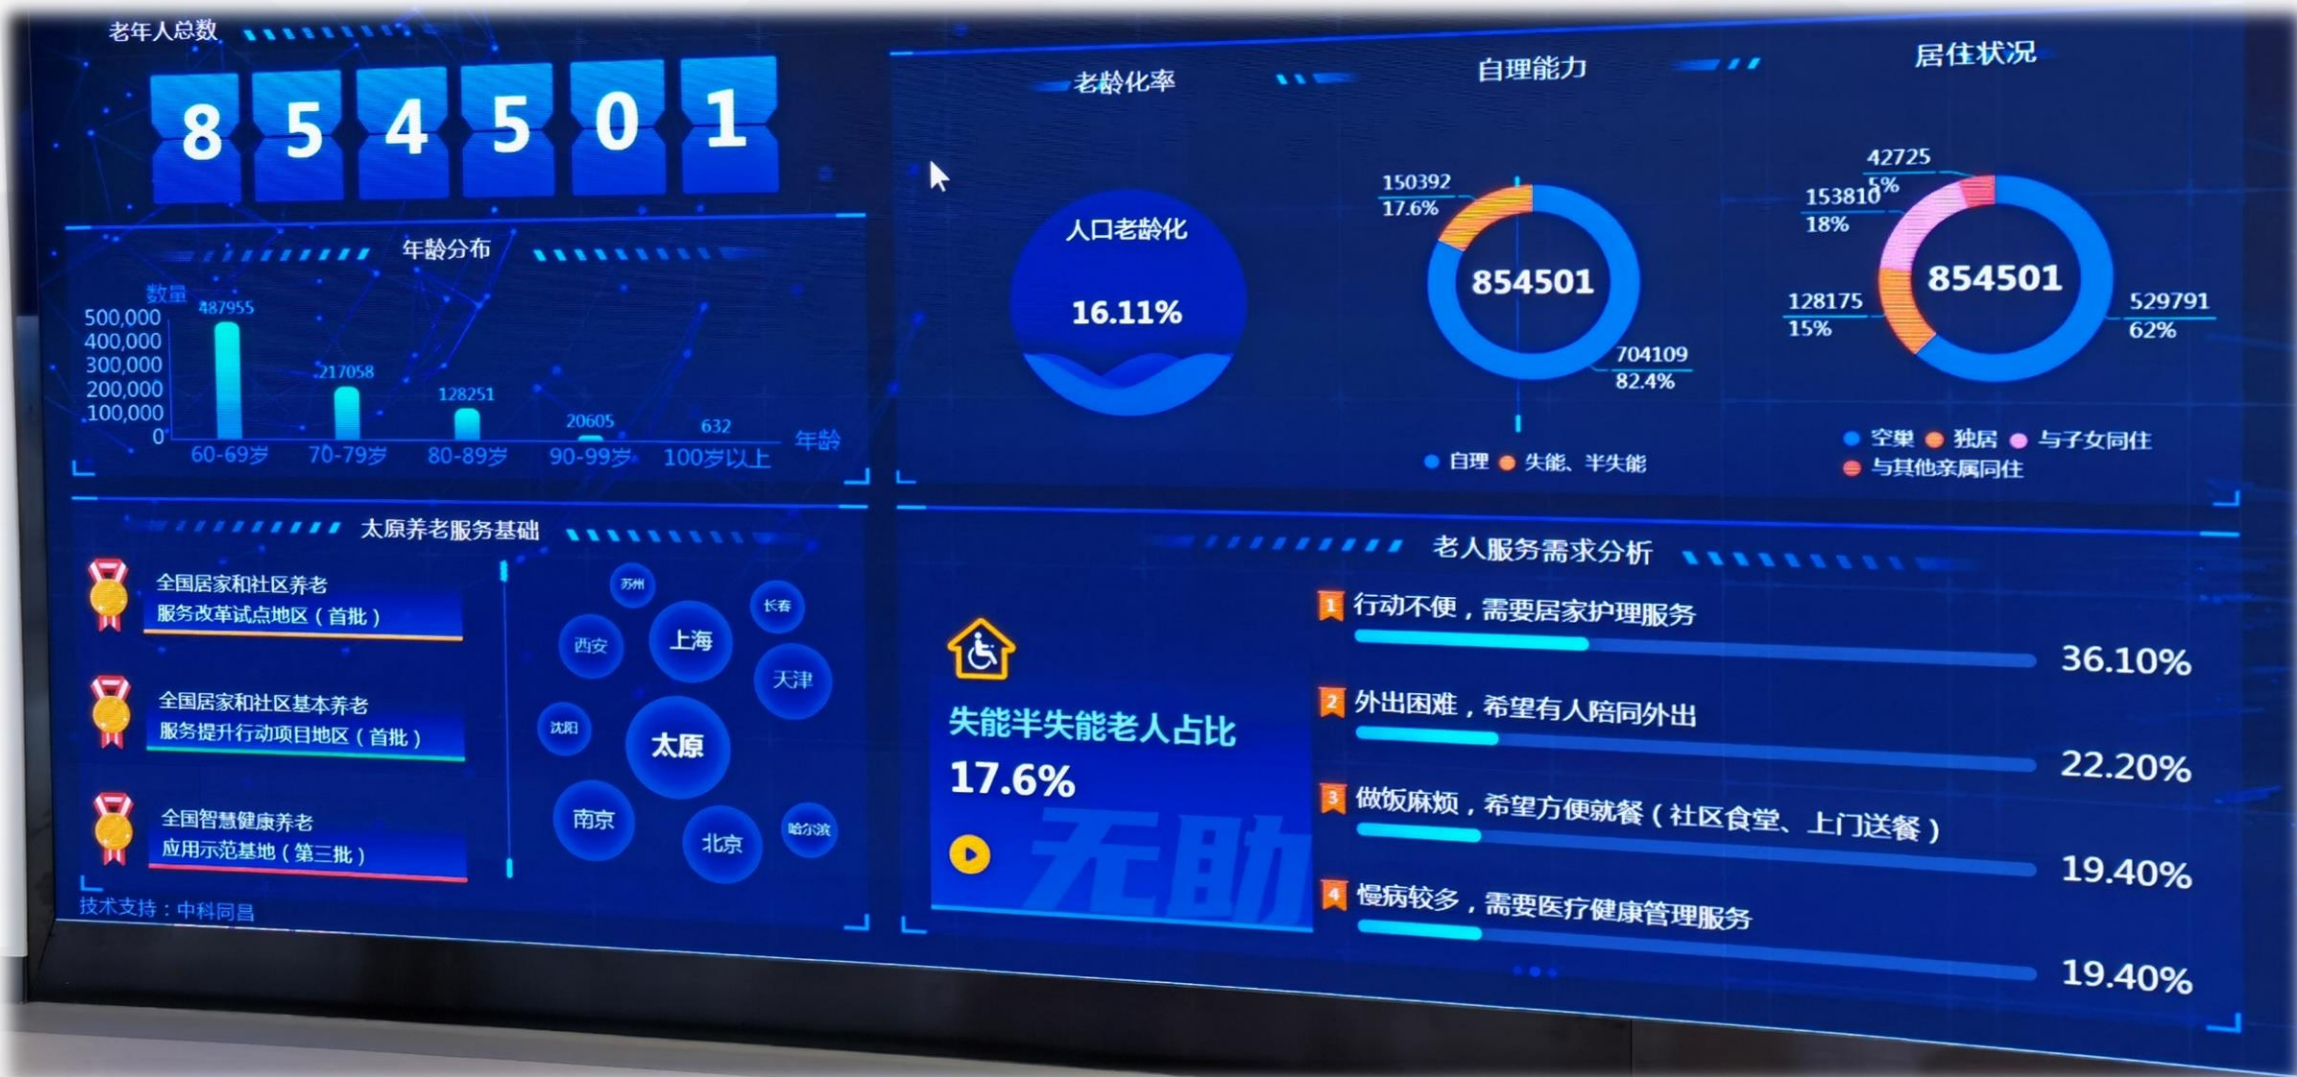 老年人总数
8 5 4 5 0 1
年龄分布
数量
500,000
400,000
300,000
200,000
100,000
0
487955
217058
128251
20605
632
60-69岁 70-79岁 80-89岁 90-99岁 100岁以上
年龄
老龄化率
人口老龄化
16.11%
自理能力
150392
17.6%
854501
704109
82.4%
自理 失能、半失能
居住状况
42725
5%
153810
18%
854501
128175
15%
529791
62%
空巢 独居 与子女同住
与其他亲属同住
太原养老服务基础
全国居家和社区养老
服务改革试点地区（首批）
全国居家和社区基本养老
服务提升行动项目地区（首批）
全国智慧健康养老
应用示范基地（第三批）
苏州
长春
西安
上海
天津
沈阳
太原
南京
北京
哈尔滨
技术支持：中科同昌
老人服务需求分析
失能半失能老人占比
17.6%
无助
1 行动不便，需要居家护理服务
36.10%
2 外出困难，希望有人陪同外出
22.20%
3 做饭麻烦，希望方便就餐（社区食堂、上门送餐）
19.40%
4 慢病较多，需要医疗健康管理服务
19.40%